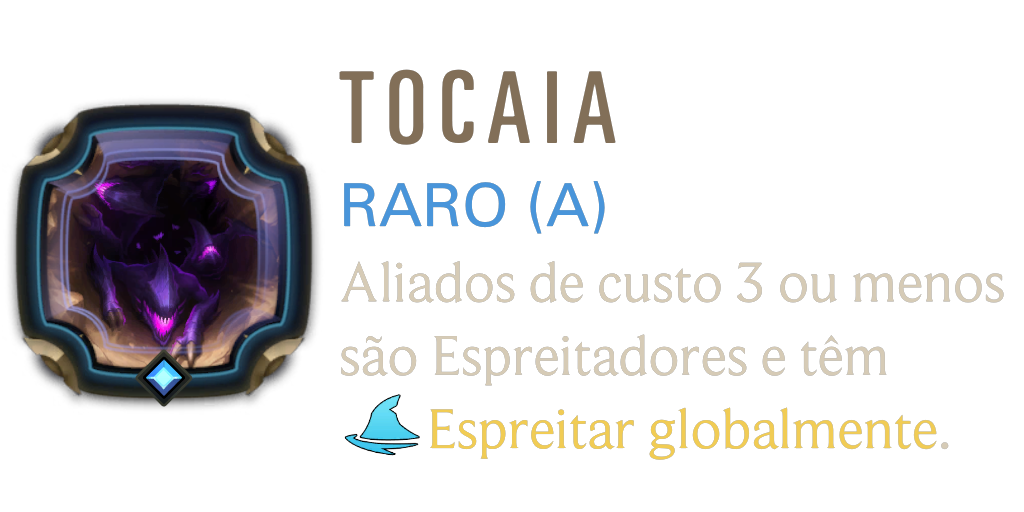 TOCAIA
RARO (A)
Aliados de custo 3 ou menos
são Espreitadores e têm
Espreitar globalmente.